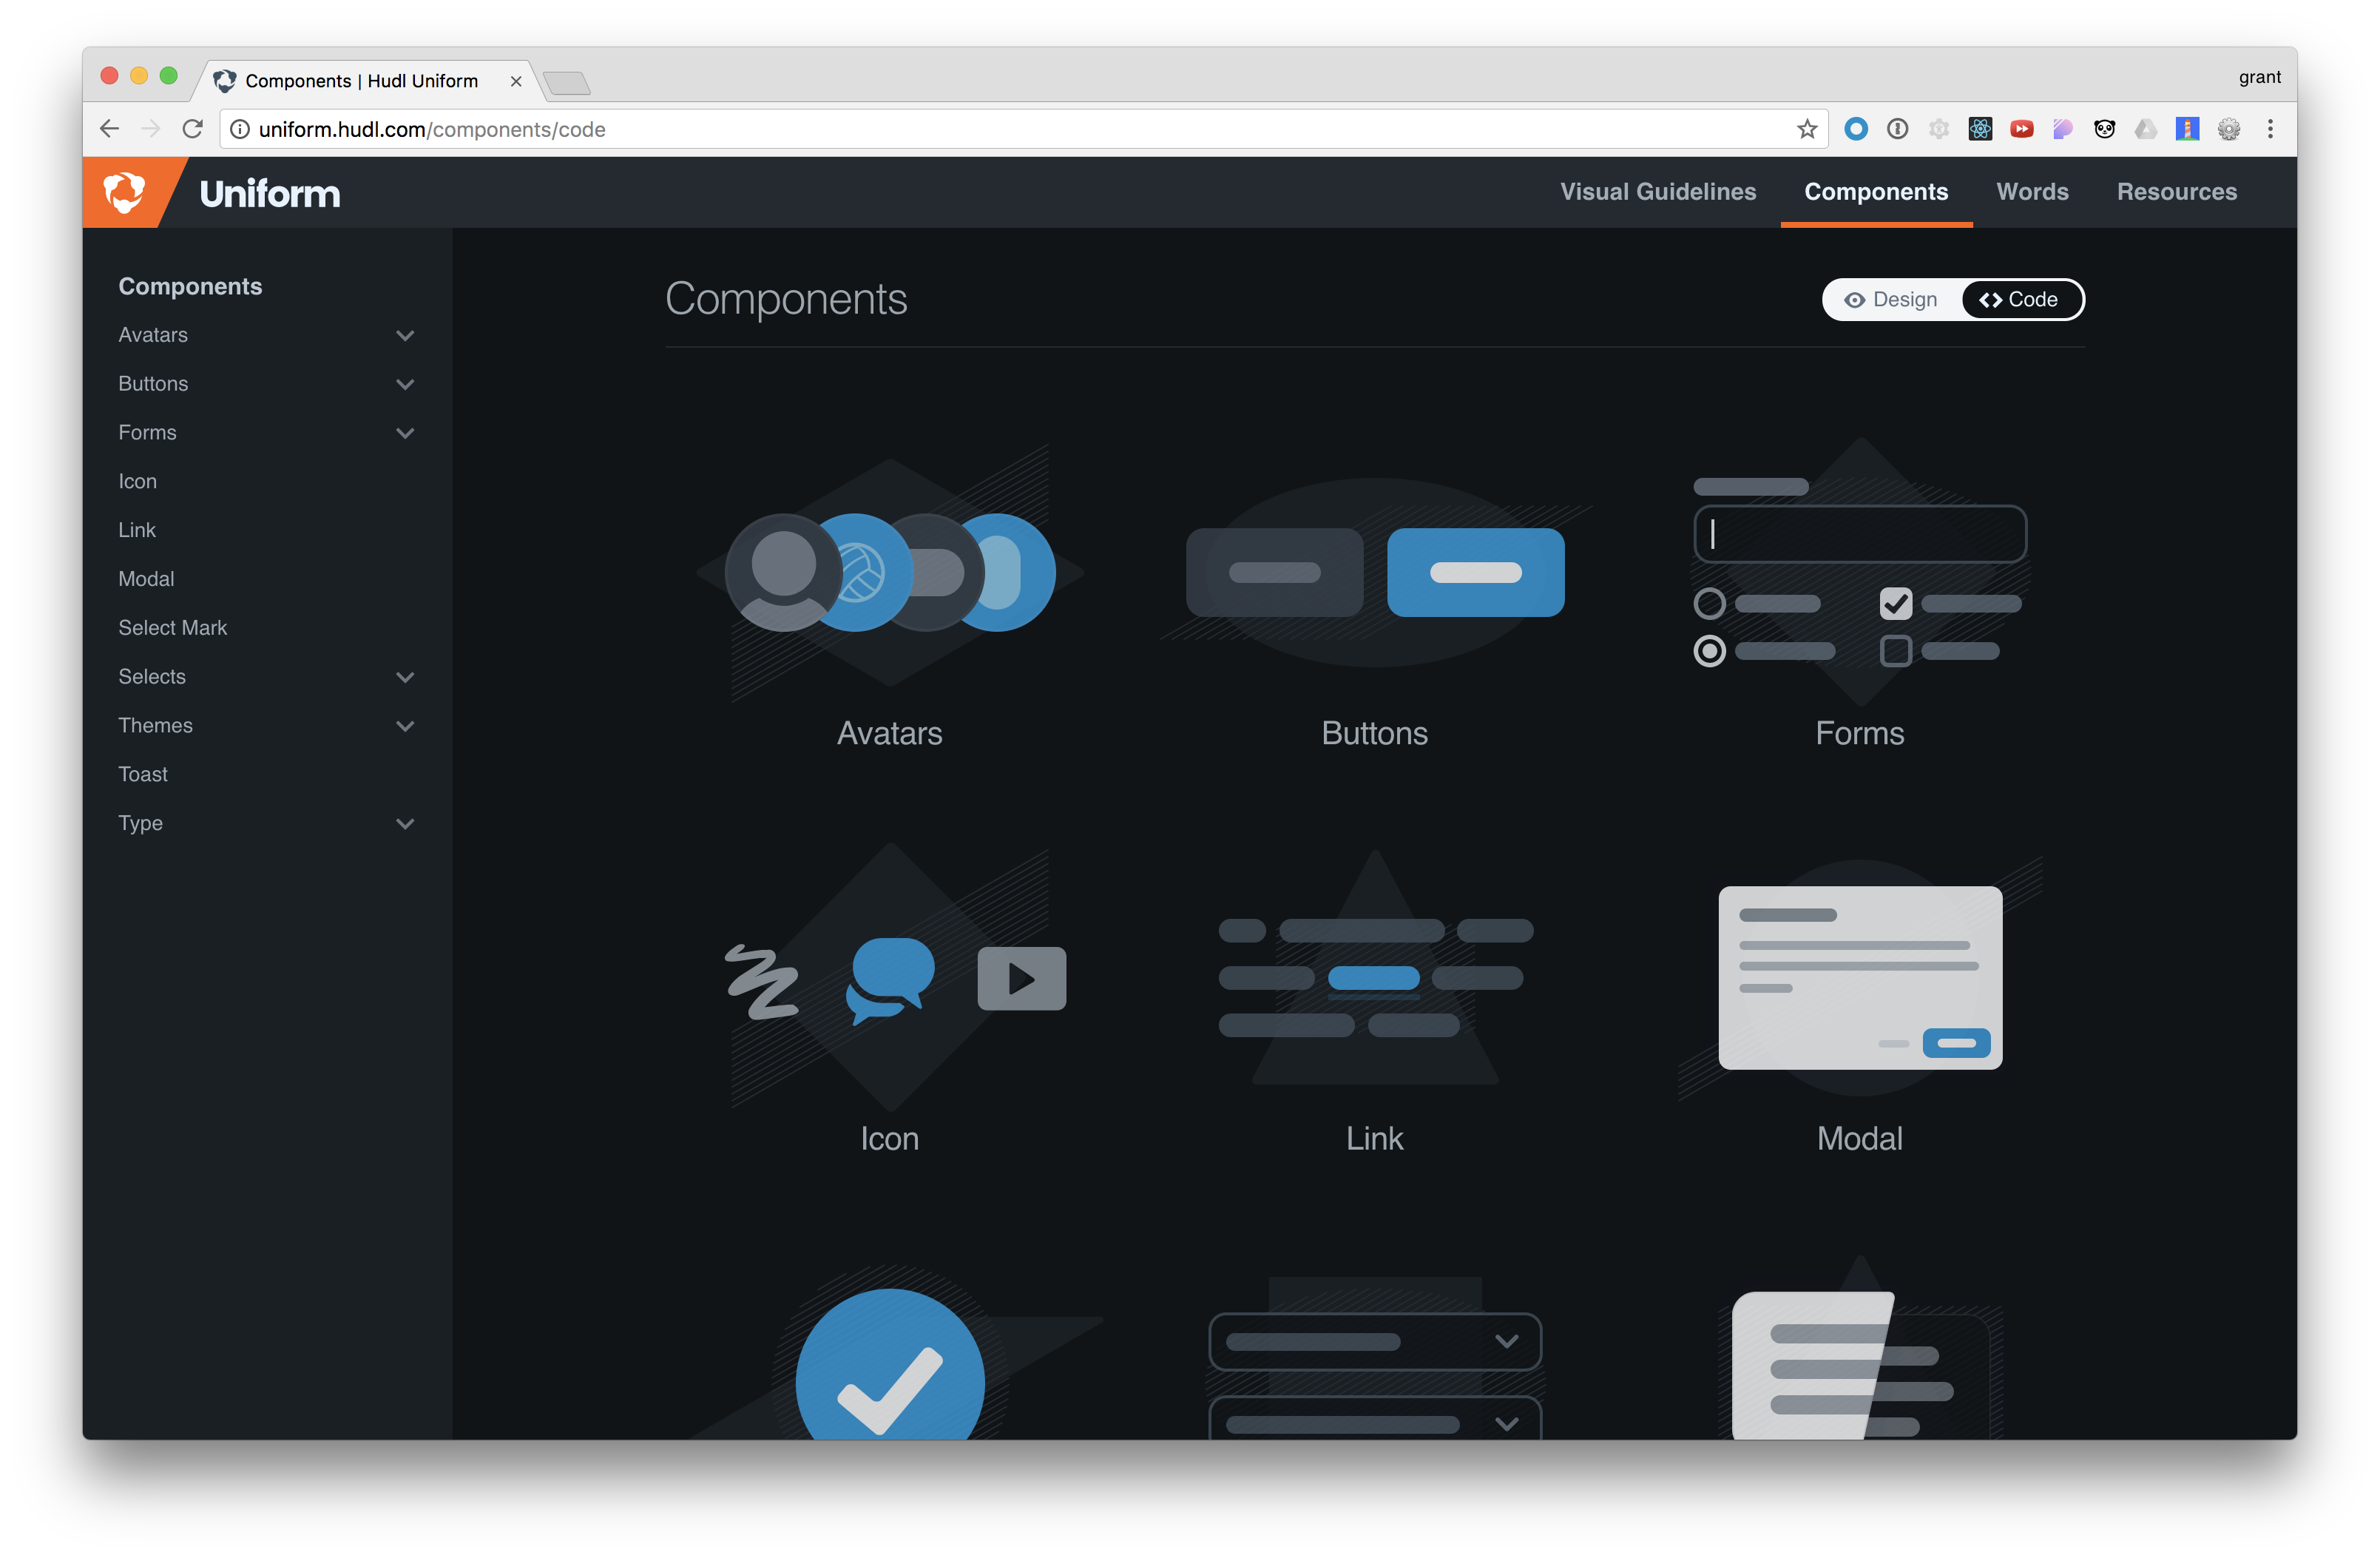 Components | Hudl Uniform
grant
uniform.hudl.com/components/code
Uniform
Visual Guidelines
Components
Words
Resources
Components
Avatars
Buttons
Forms
Icon
Link
Modal
Select Mark
Selects
Themes
Toast
Type
Components
Design
Code
Avatars
Buttons
Forms
Icon
Link
Modal